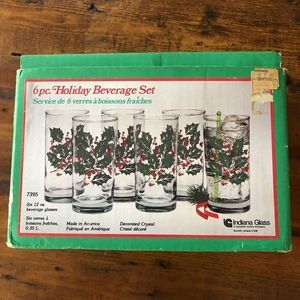 6 pc. Holiday Beverage Set
Service de 6 verres à boissons fraîches
7395
Six 12 oz.
beverage glasses
Six verres à
boissons fraîches,
0.35 L.
Made in America
Fabriqué en Amérique
Decorated Crystal
Cristal décoré
Indiana Glass